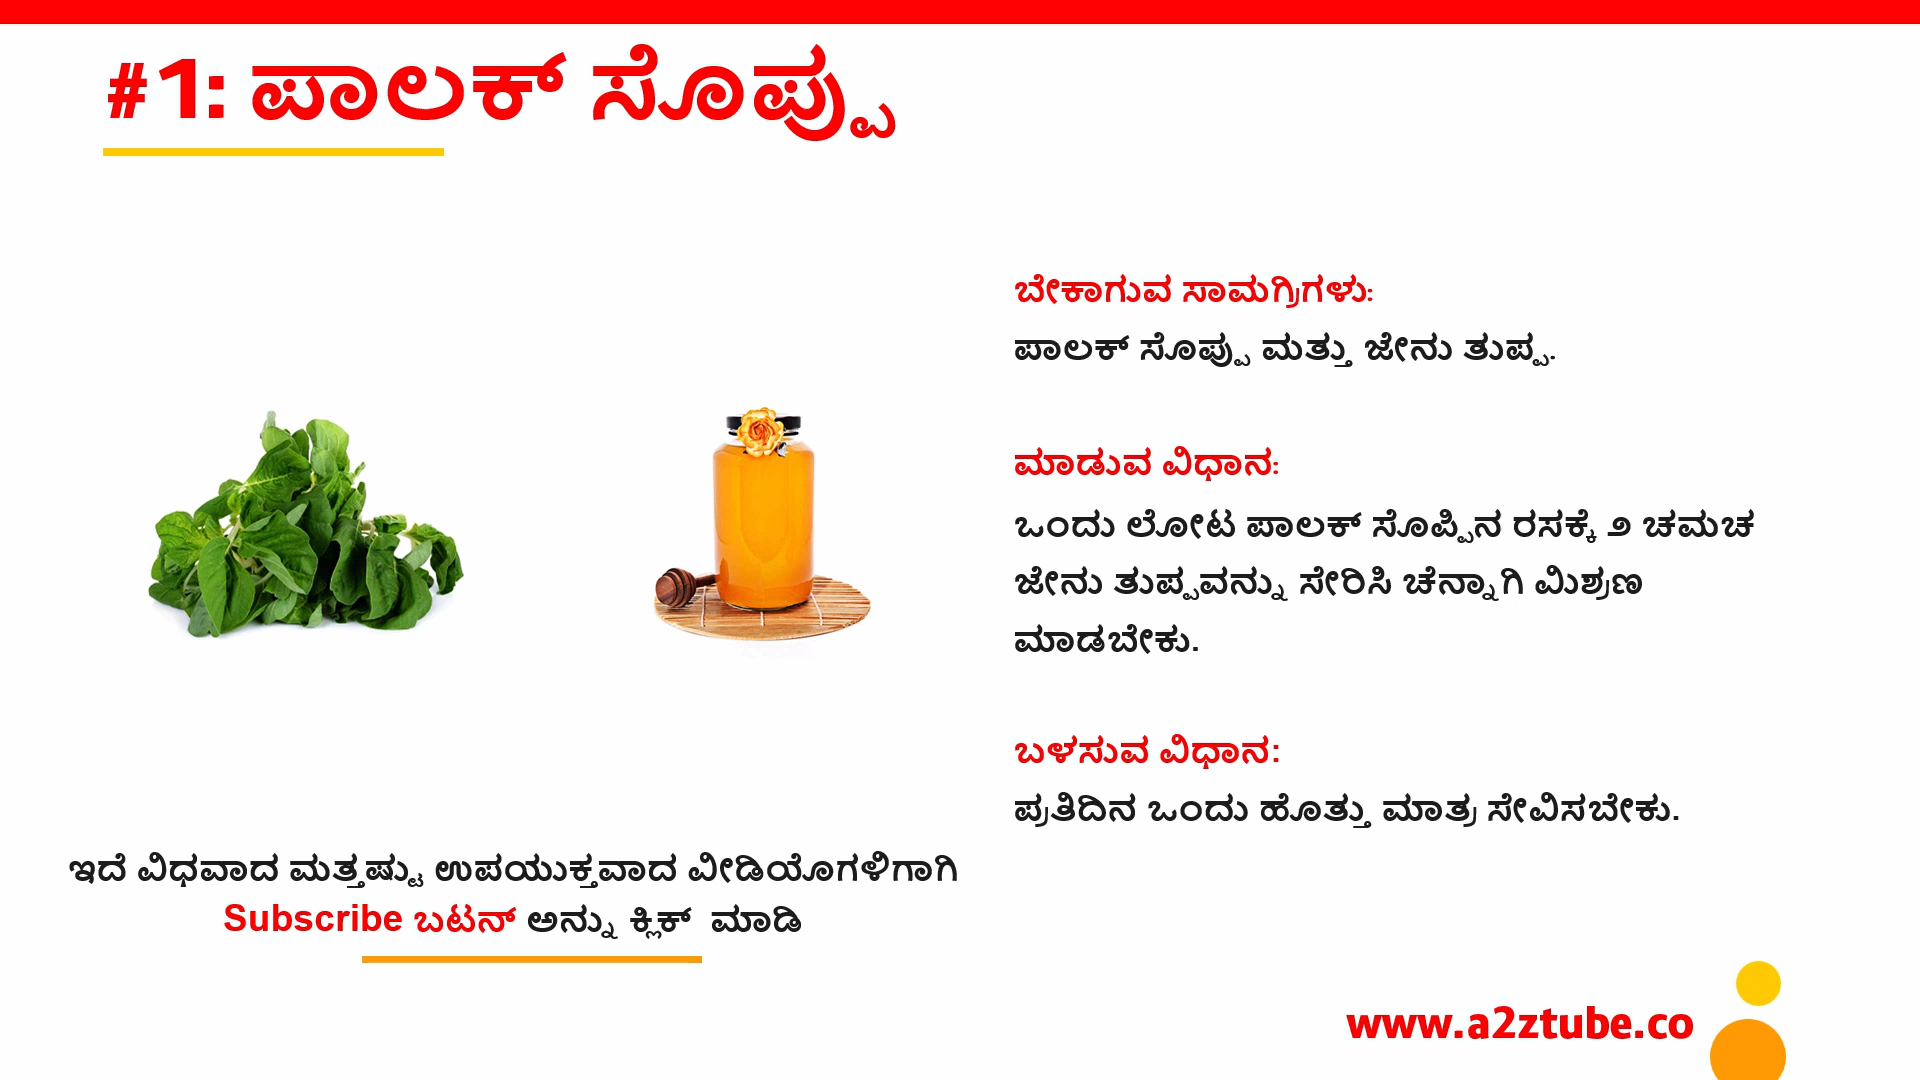 #1: ಪಾಲಕ್ ಸೊಪ್ಪು
ಬೇಕಾಗುವ ಸಾಮಗ್ರಿಗಳು:
ಪಾಲಕ್ ಸೊಪ್ಪು ಮತ್ತು ಜೇನು ತುಪ್ಪ.
ಮಾಡುವ ವಿಧಾನ:
ಒಂದು ಲೋಟ ಪಾಲಕ್ ಸೊಪ್ಪಿನ ರಸಕ್ಕೆ ೨ ಚಮಚ
ಜೇನು ತುಪ್ಪವನ್ನು ಸೇರಿಸಿ ಚೆನ್ನಾಗಿ ಮಿಶ್ರಣ
ಮಾಡಬೇಕು.
ಬಳಸುವ ವಿಧಾನ:
ಪ್ರತಿದಿನ ಒಂದು ಹೊತ್ತು ಮಾತ್ರ ಸೇವಿಸಬೇಕು.
ಇದೆ ವಿಧವಾದ ಮತ್ತಷ್ಟು ಉಪಯುಕ್ತವಾದ ವೀಡಿಯೊಗಳಿಗಾಗಿ
Subscribe ಬಟನ್ ಅನ್ನು ಕ್ಲಿಕ್ ಮಾಡಿ
www.a2ztube.co